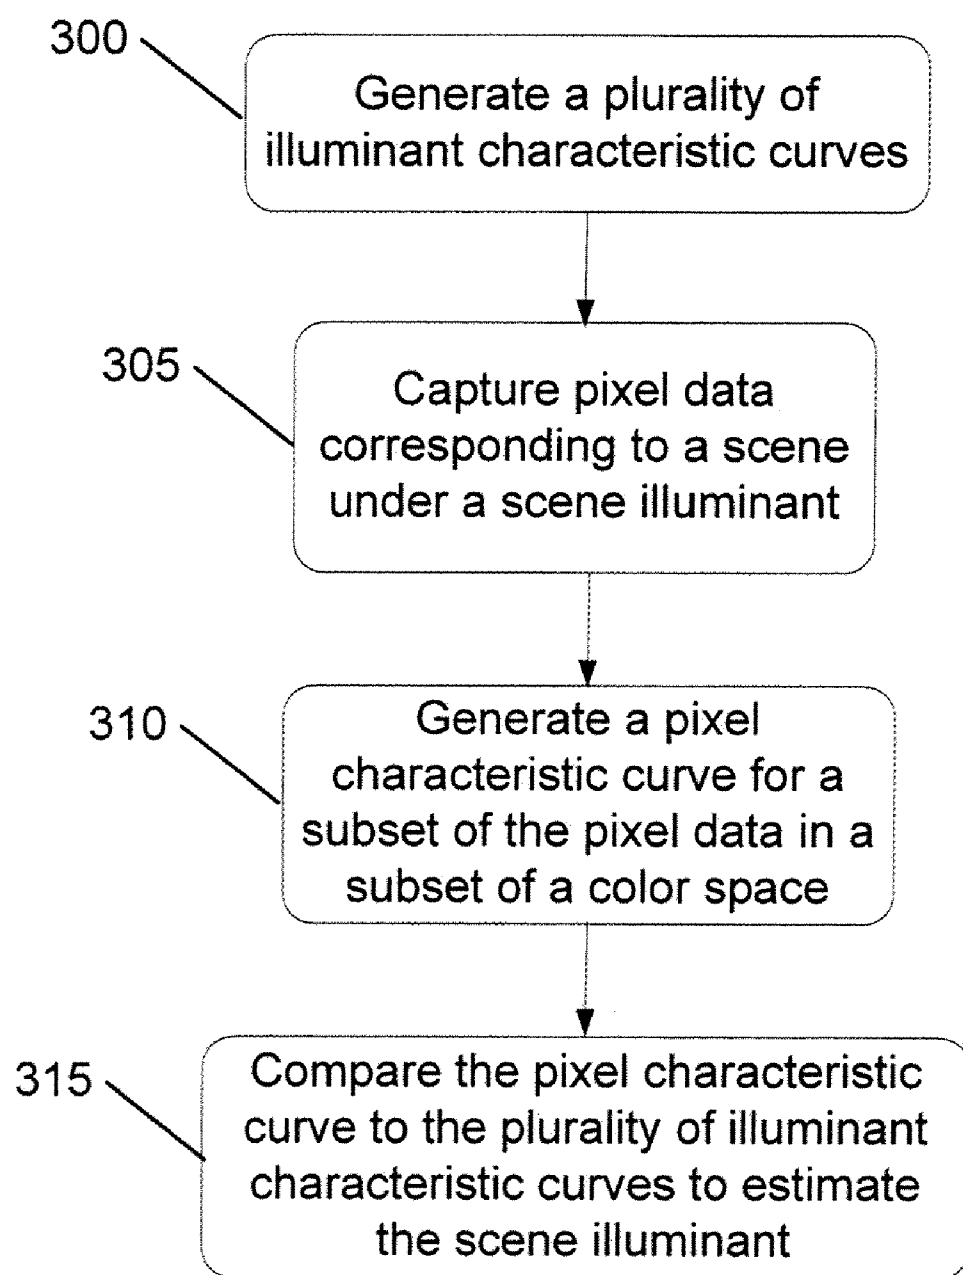 300
Generate a plurality of
illuminant characteristic curves
305
Capture pixel data
corresponding to a scene
under a scene illuminant
310
Generate a pixel
characteristic curve for a
subset of the pixel data in a
subset of a color space
315
Compare the pixel characteristic
curve to the plurality of illuminant
characteristic curves to estimate
the scene illuminant